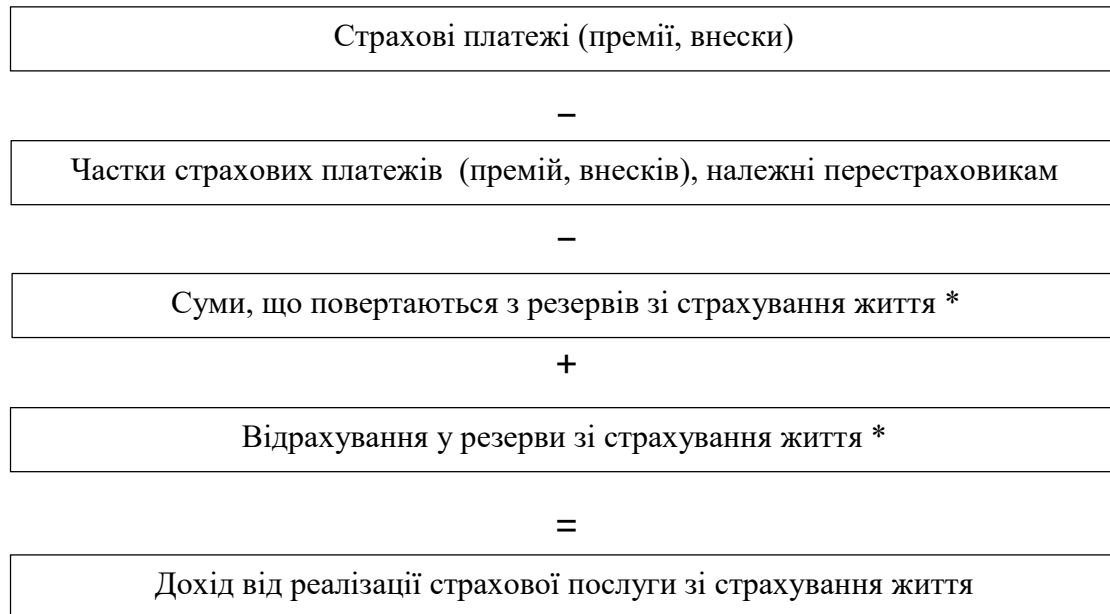 Страхові платежі (премії, внески)
–
Частки страхових платежів (премій, внесків), належні перестраховикам
–
Суми, що повертаються з резервів зі страхування життя *
+
Відрахування у резерви зі страхування життя *
=
Дохід від реалізації страхової послуги зі страхування життя